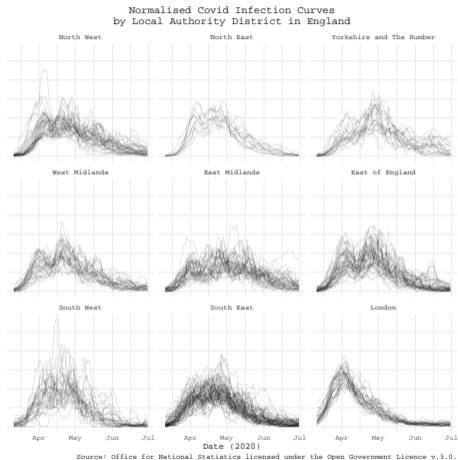 Normalised Covid Infection Curves
by Local Authority District in England
North West North East Yorkshire and The Humber
West Midlands East Midlands East of England
South West South East London
Apr May Jun Jul Apr May Jun Jul Apr May Jun Jul
Date (2020)
Source: Office for National Statistics licensed under the Open Government Licence v.3.0.